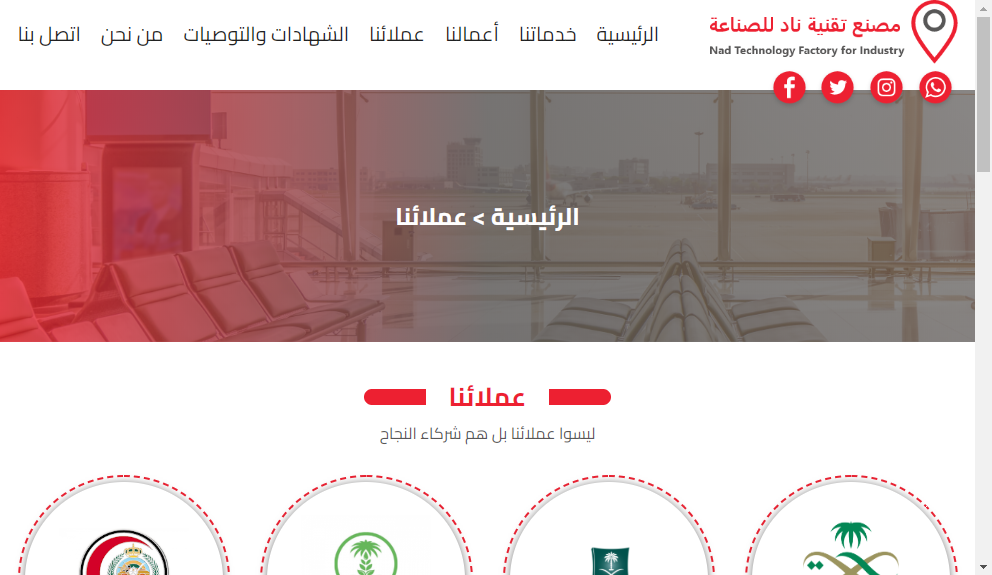 مصنع تقنية ناد للصناعة
Nad Technology Factory for Industry
الرئيسية
خدماتنا
أعمالنا
عملائنا
الشهادات والتوصيات
من نحن
اتصل بنا
الرئيسية > عملائنا
عملائنا
ليسوا عملائنا بل هم شركاء النجاح